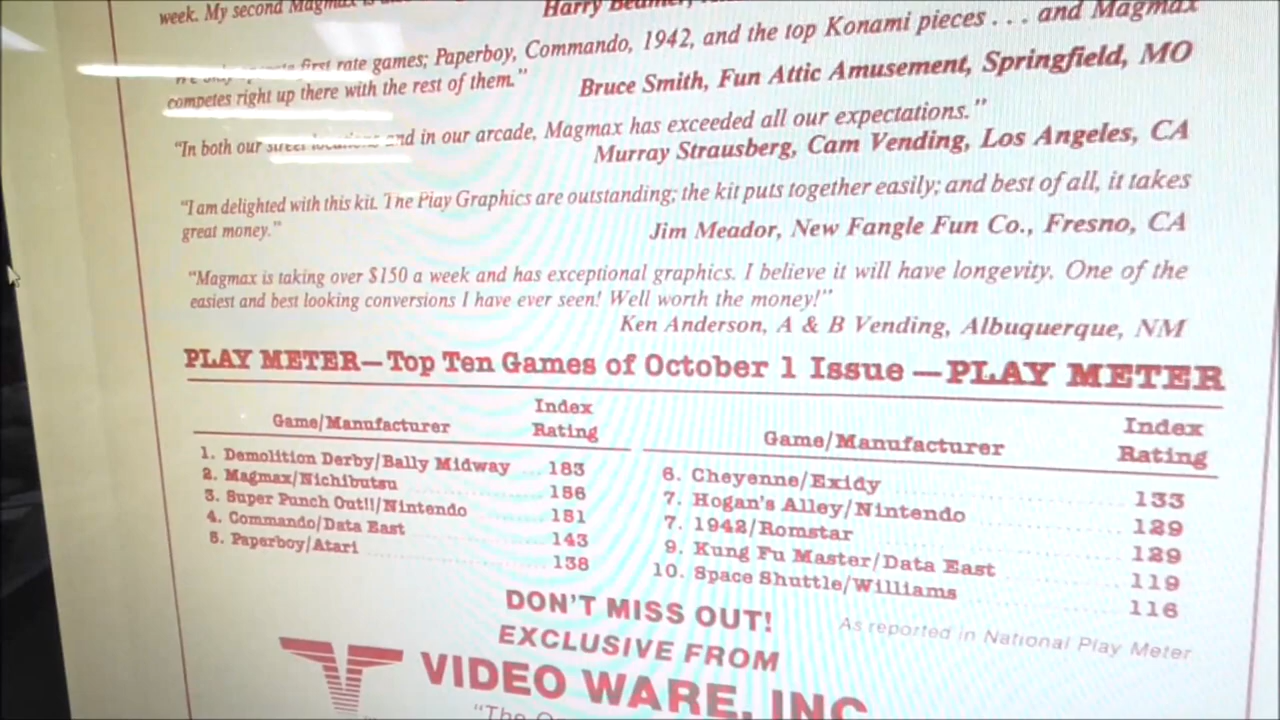 week. My second Magmax is
Harry
first rate games; Paperboy, Commando, 1942, and the top Konami pieces . . . and Magmax
competes right up there with the rest of them."
Bruce Smith, Fun Attic Amusement, Springfield, MO
"In both our street locations and in our arcade, Magmax has exceeded all our expectations."
Murray Strausberg, Cam Vending, Los Angeles, CA
"I am delighted with this kit. The Play Graphics are outstanding; the kit puts together easily; and best of all, it takes
great money."
Jim Meador, New Fangle Fun Co., Fresno, CA
"Magmax is taking over $150 a week and has exceptional graphics. I believe it will have longevity. One of the
easiest and best looking conversions I have ever seen! Well worth the money!"
Ken Anderson, A & B Vending, Albuquerque, NM
PLAY METER—Top Ten Games of October 1 Issue—PLAY METER
Game/Manufacturer Index Rating
1. Demolition Derby/Bally Midway 183
2. Magmax/Nichibutsu 156
3. Super Punch Out!!/Nintendo 151
4. Commando/Data East 143
5. Paperboy/Atari 138
Game/Manufacturer Index Rating
6. Cheyenne/Exidy 133
7. Hogan's Alley/Nintendo 129
7. 1942/Romstar 129
9. Kung Fu Master/Data East 119
10. Space Shuttle/Williams 116
As reported in National Play Meter
DON'T MISS OUT!
EXCLUSIVE FROM
VIDEO WARE, INC
"The